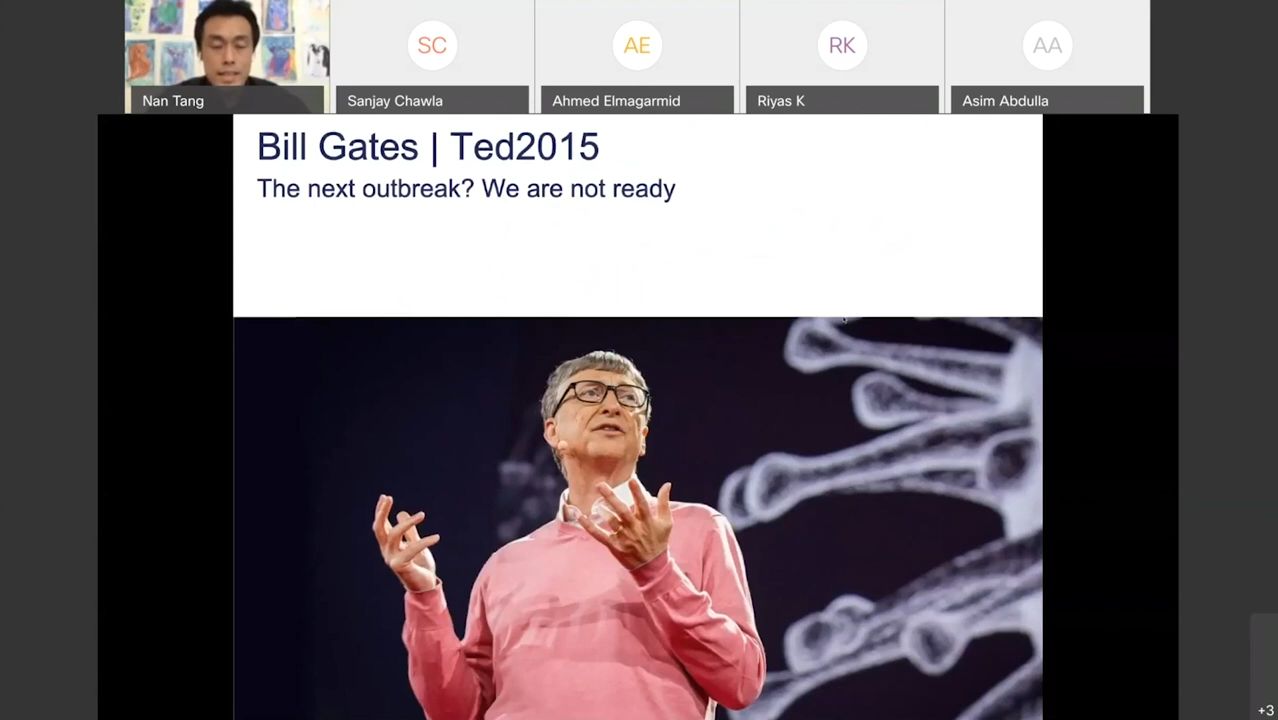 SC
AE
RK
AA
Nan Tang
Sanjay Chawla
Ahmed Elmagarmid
Riyas K
Asim Abdulla
Bill Gates | Ted2015
The next outbreak? We are not ready
+3